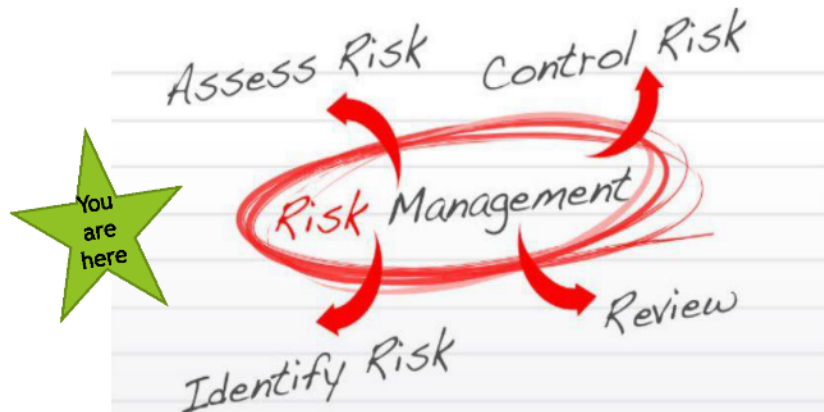 Assess Risk
Control Risk
You
are
here
Risk Management
Identify Risk
Review